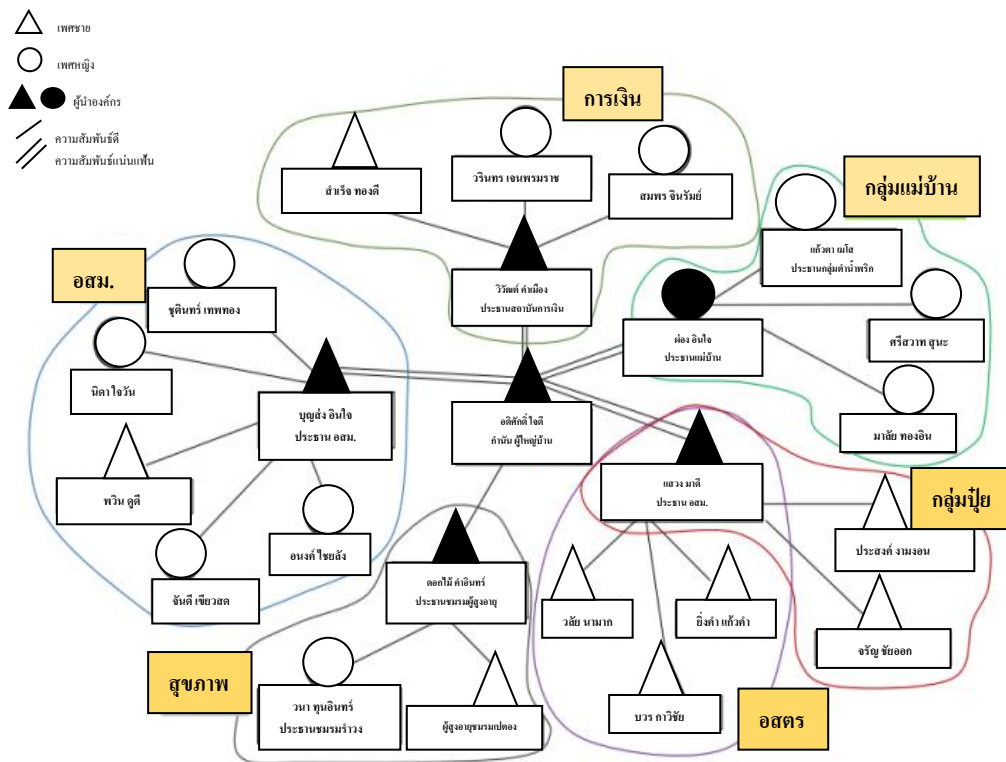 เพศชาย
เพศหญิง
ผู้นำองค์กร
ความสัมพันธ์ดี
ความสัมพันธ์แน่นแฟ้น
การเงิน
สำเร็จ ทองดี
วรินทร เจนพรมราช
สมพร จินรัมย์
วิวัฒต์ คำเมือง
ประธานสถาบันการเงิน
กลุ่มแม่บ้าน
แก้วตา เมโส
ประธานกลุ่มตำน้ำพริก
ผ่อง อินใจ
ประธานแม่บ้าน
ศรีสวาท สุนะ
มาลัย ทองอิน
อสม.
ชุตินทร์ เทพทอง
นิดา ใจวัน
บุญส่ง อินใจ
ประธาน อสม.
พวิน ดูดี
อนงค์ ไชยลัง
จันดี เขียวสด
อดิศักดิ์ ใจดี
กำนัน ผู้ใหญ่บ้าน
แสวง มาดี
ประธาน อสม.
กลุ่มปุ๋ย
ประสงค์ งามงอน
จรัญ ชัยออก
วลัย นามาก
ยิ่งคำ แก้วคำ
บวร กาวิชัย
อสตร
ดอกไม้ คำอินทร์
ประธานชมรมผู้สูงอายุ
สุขภาพ
วนา ทุนอินทร์
ประธานชมรมรำวง
ผู้สูงอายุชมรมเปตอง